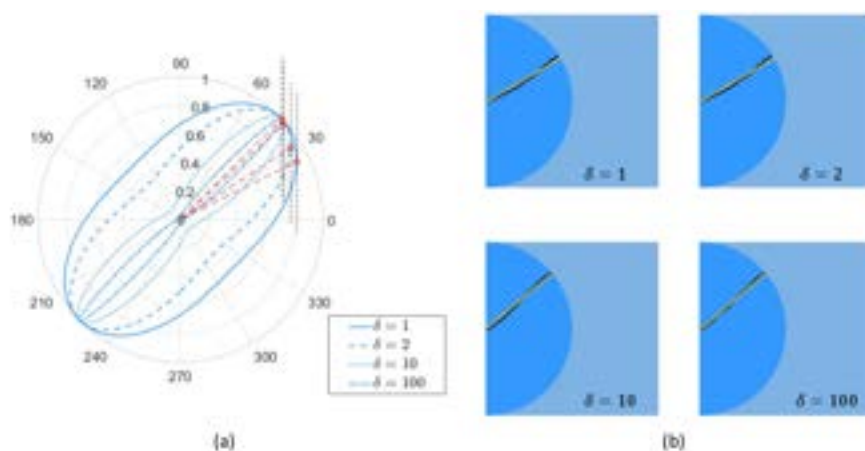 90
120
60
1
150
0.8
30
0.6
0.4
0.2
180
0
δ = 1
δ = 2
210
330
δ = 1
δ = 2
δ = 10
δ = 100
240
300
270
δ = 10
δ = 100
(a)
(b)